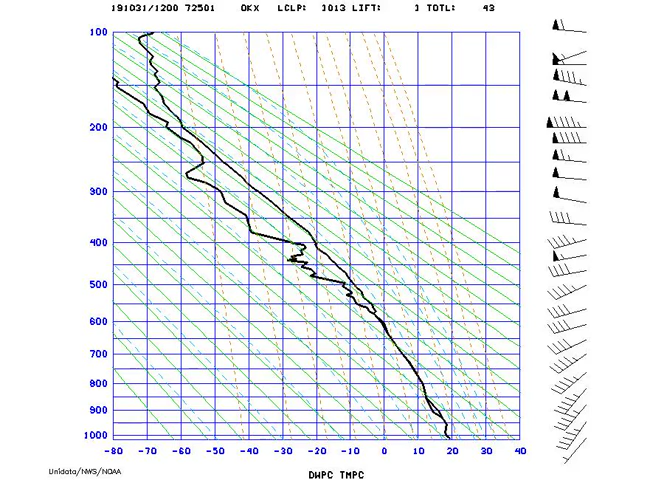 191031/1200 72501 OKX LCLP: 1013 LIFT: 3 TOTL: 43
100
200
300
400
500
600
700
800
900
1000
-80 -70 -60 -50 -40 -30 -20 -10 0 10 20 30 40
DWPC TMPC
Unidata/NWS/NOAA